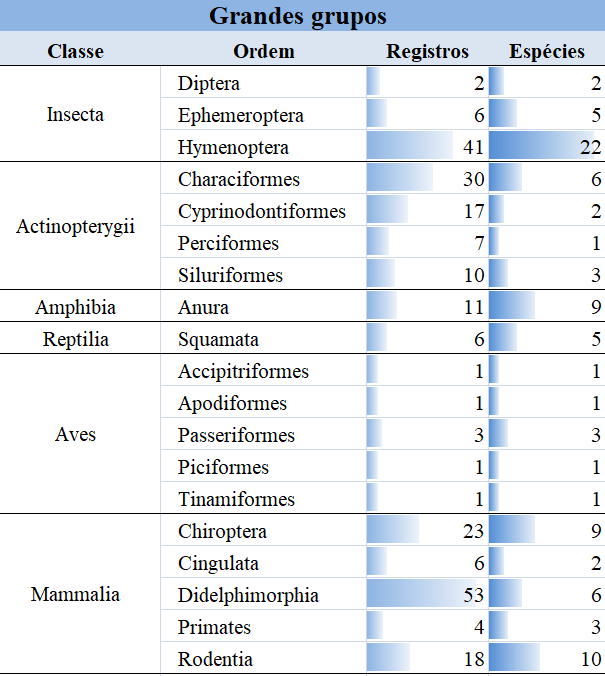 Grandes grupos
Classe Ordem Registros Espécies
Insecta
Diptera 2 2
Ephemeroptera 6 5
Hymenoptera 41 22
Actinopterygii
Characiformes 30 6
Cyprinodontiformes 17 2
Perciformes 7 1
Siluriformes 10 3
Amphibia Anura 11 9
Reptilia Squamata 6 5
Aves
Accipitriformes 1 1
Apodiformes 1 1
Passeriformes 3 3
Piciformes 1 1
Tinamiformes 1 1
Mammalia
Chiroptera 23 9
Cingulata 6 2
Didelphimorphia 53 6
Primates 4 3
Rodentia 18 10